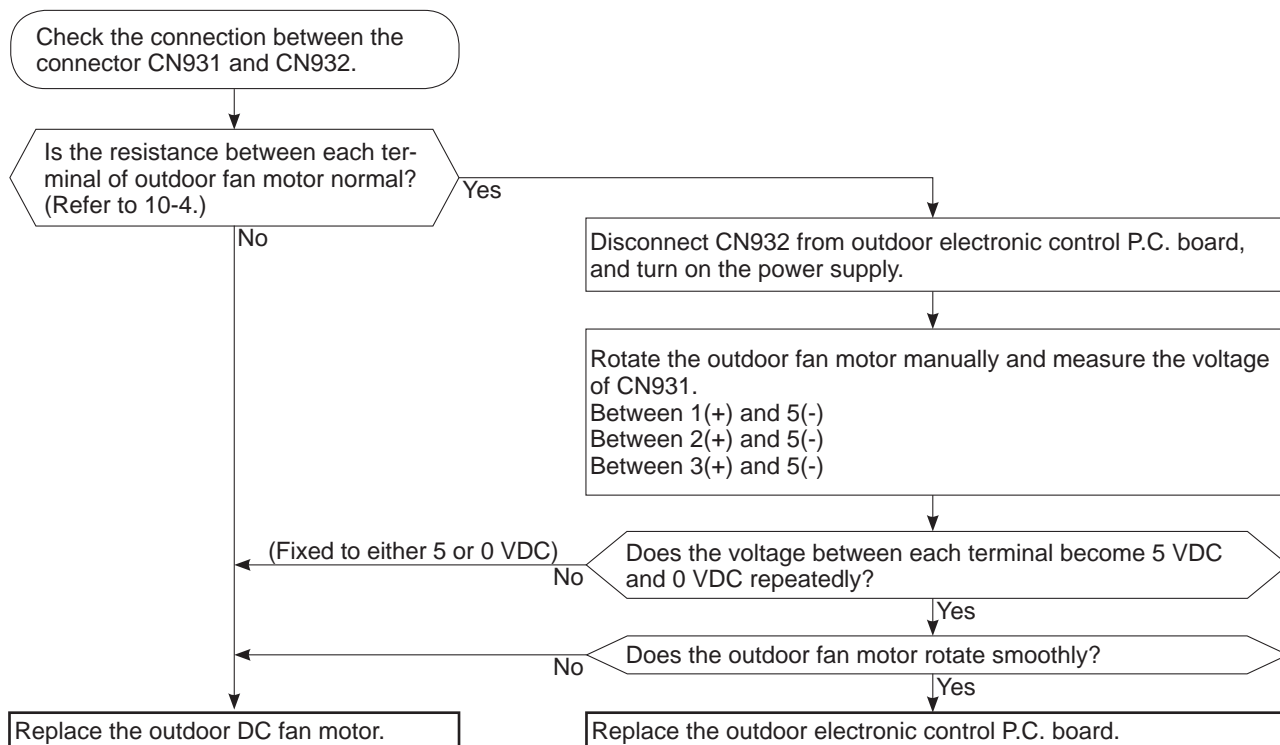 Check the connection between the
connector CN931 and CN932.
Is the resistance between each ter-
minal of outdoor fan motor normal?
(Refer to 10-4.)
Yes
No
Disconnect CN932 from outdoor electronic control P.C. board,
and turn on the power supply.
Rotate the outdoor fan motor manually and measure the voltage
of CN931.
Between 1(+) and 5(-)
Between 2(+) and 5(-)
Between 3(+) and 5(-)
(Fixed to either 5 or 0 VDC)
No
Does the voltage between each terminal become 5 VDC
and 0 VDC repeatedly?
Yes
No
Does the outdoor fan motor rotate smoothly?
Yes
Replace the outdoor DC fan motor.
Replace the outdoor electronic control P.C. board.